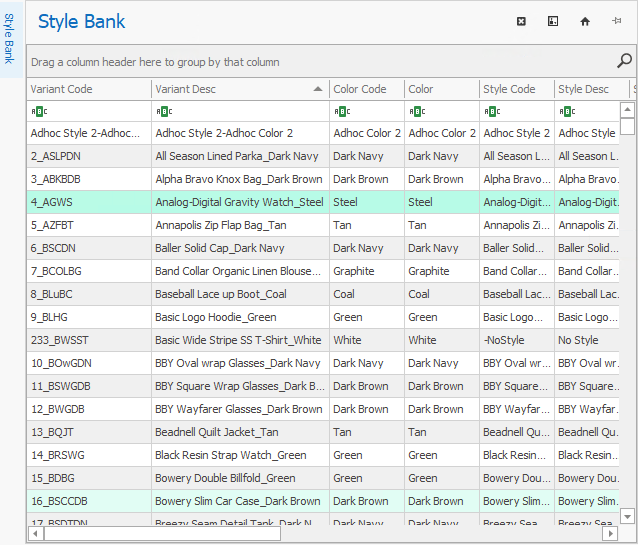 Style Bank
Style Bank
Drag a column header here to group by that column
Variant Code Variant Desc Color Code Color Style Code Style Desc S
ABC ABC ABC ABC ABC ABC
Adhoc Style 2-Adhoc... Adhoc Style 2-Adhoc Color 2 Adhoc Color 2 Adhoc Color 2 Adhoc Style 2 Adhoc Style
2_ASLPDN All Season Lined Parka_Dark Navy Dark Navy Dark Navy All Season L... All Season L...
3_ABKBDB Alpha Bravo Knox Bag_Dark Brown Dark Brown Dark Brown Alpha Bravo... Alpha Bravo...
4_AGWS Analog-Digital Gravity Watch_Steel Steel Steel Analog-Digit... Analog-Digit...
5_AZFBT Annapolis Zip Flap Bag_Tan Tan Tan Annapolis Zi... Annapolis Zi...
6_BSCDN Baller Solid Cap_Dark Navy Dark Navy Dark Navy Baller Solid... Baller Solid...
7_BCOLBG Band Collar Organic Linen Blouse... Graphite Graphite Band Collar... Band Collar...
8_BLuBC Baseball Lace up Boot_Coal Coal Coal Baseball Lac... Baseball Lac...
9_BLHG Basic Logo Hoodie_Green Green Green Basic Logo... Basic Logo...
233_BWSST Basic Wide Stripe SS T-Shirt_White White White -NoStyle No Style
10_BOwGDN BBY Oval wrap Glasses_Dark Navy Dark Navy Dark Navy BBY Oval wr... BBY Oval wr...
11_BSWGDB BBY Square Wrap Glasses_Dark B... Dark Brown Dark Brown BBY Square... BBY Square...
12_BWGDB BBY Wayfarer Glasses_Dark Brown Dark Brown Dark Brown BBY Wayfar... BBY Wayfar...
13_BQJT Beadnell Quilt Jacket_Tan Tan Tan Beadnell Qui... Beadnell Qui...
14_BRSWG Black Resin Strap Watch_Green Green Green Black Resin... Black Resin...
15_BDBG Bowery Double Billfold_Green Green Green Bowery Dou... Bowery Dou...
16_BSCCDB Bowery Slim Car Case_Dark Brown Dark Brown Dark Brown Bowery Slim... Bowery Slim...
17_BSDTDN Breezy Seam Detail Tank_Dark N... Dark Navy Dark Navy Breezy Sea... Breezy Sea...